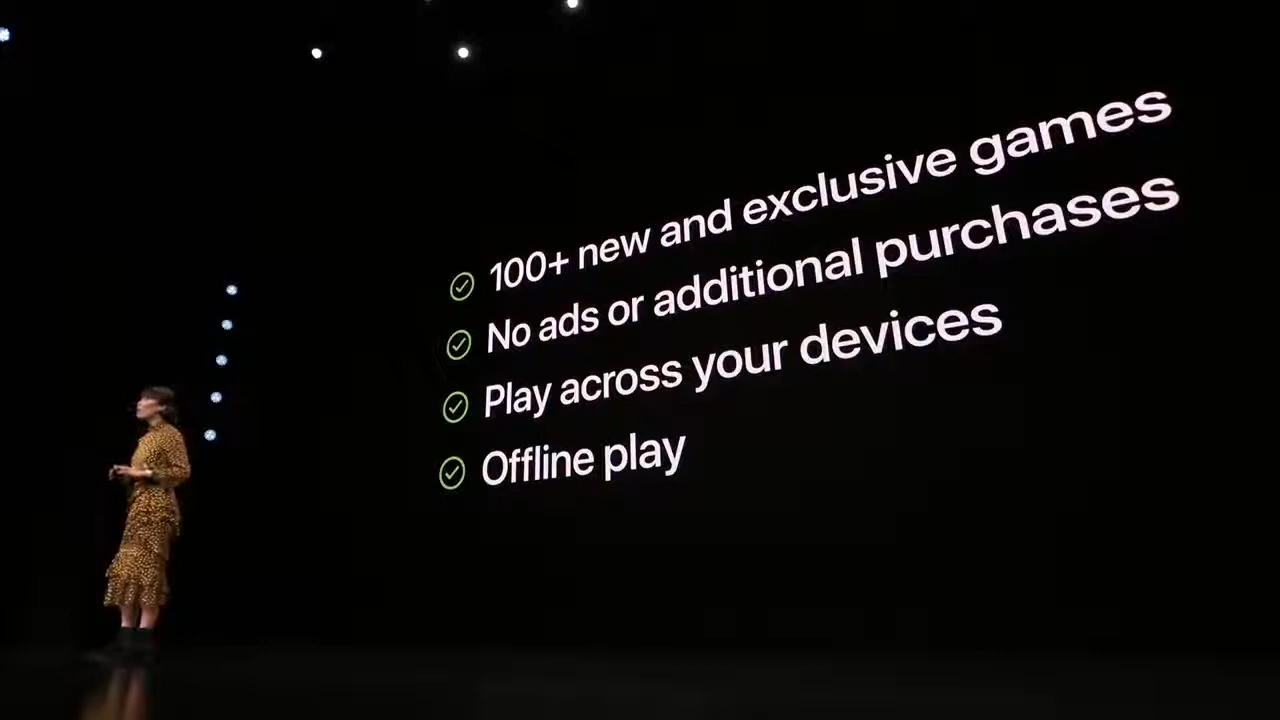 100+ new and exclusive games
No ads or additional purchases
Play across your devices
Offline play